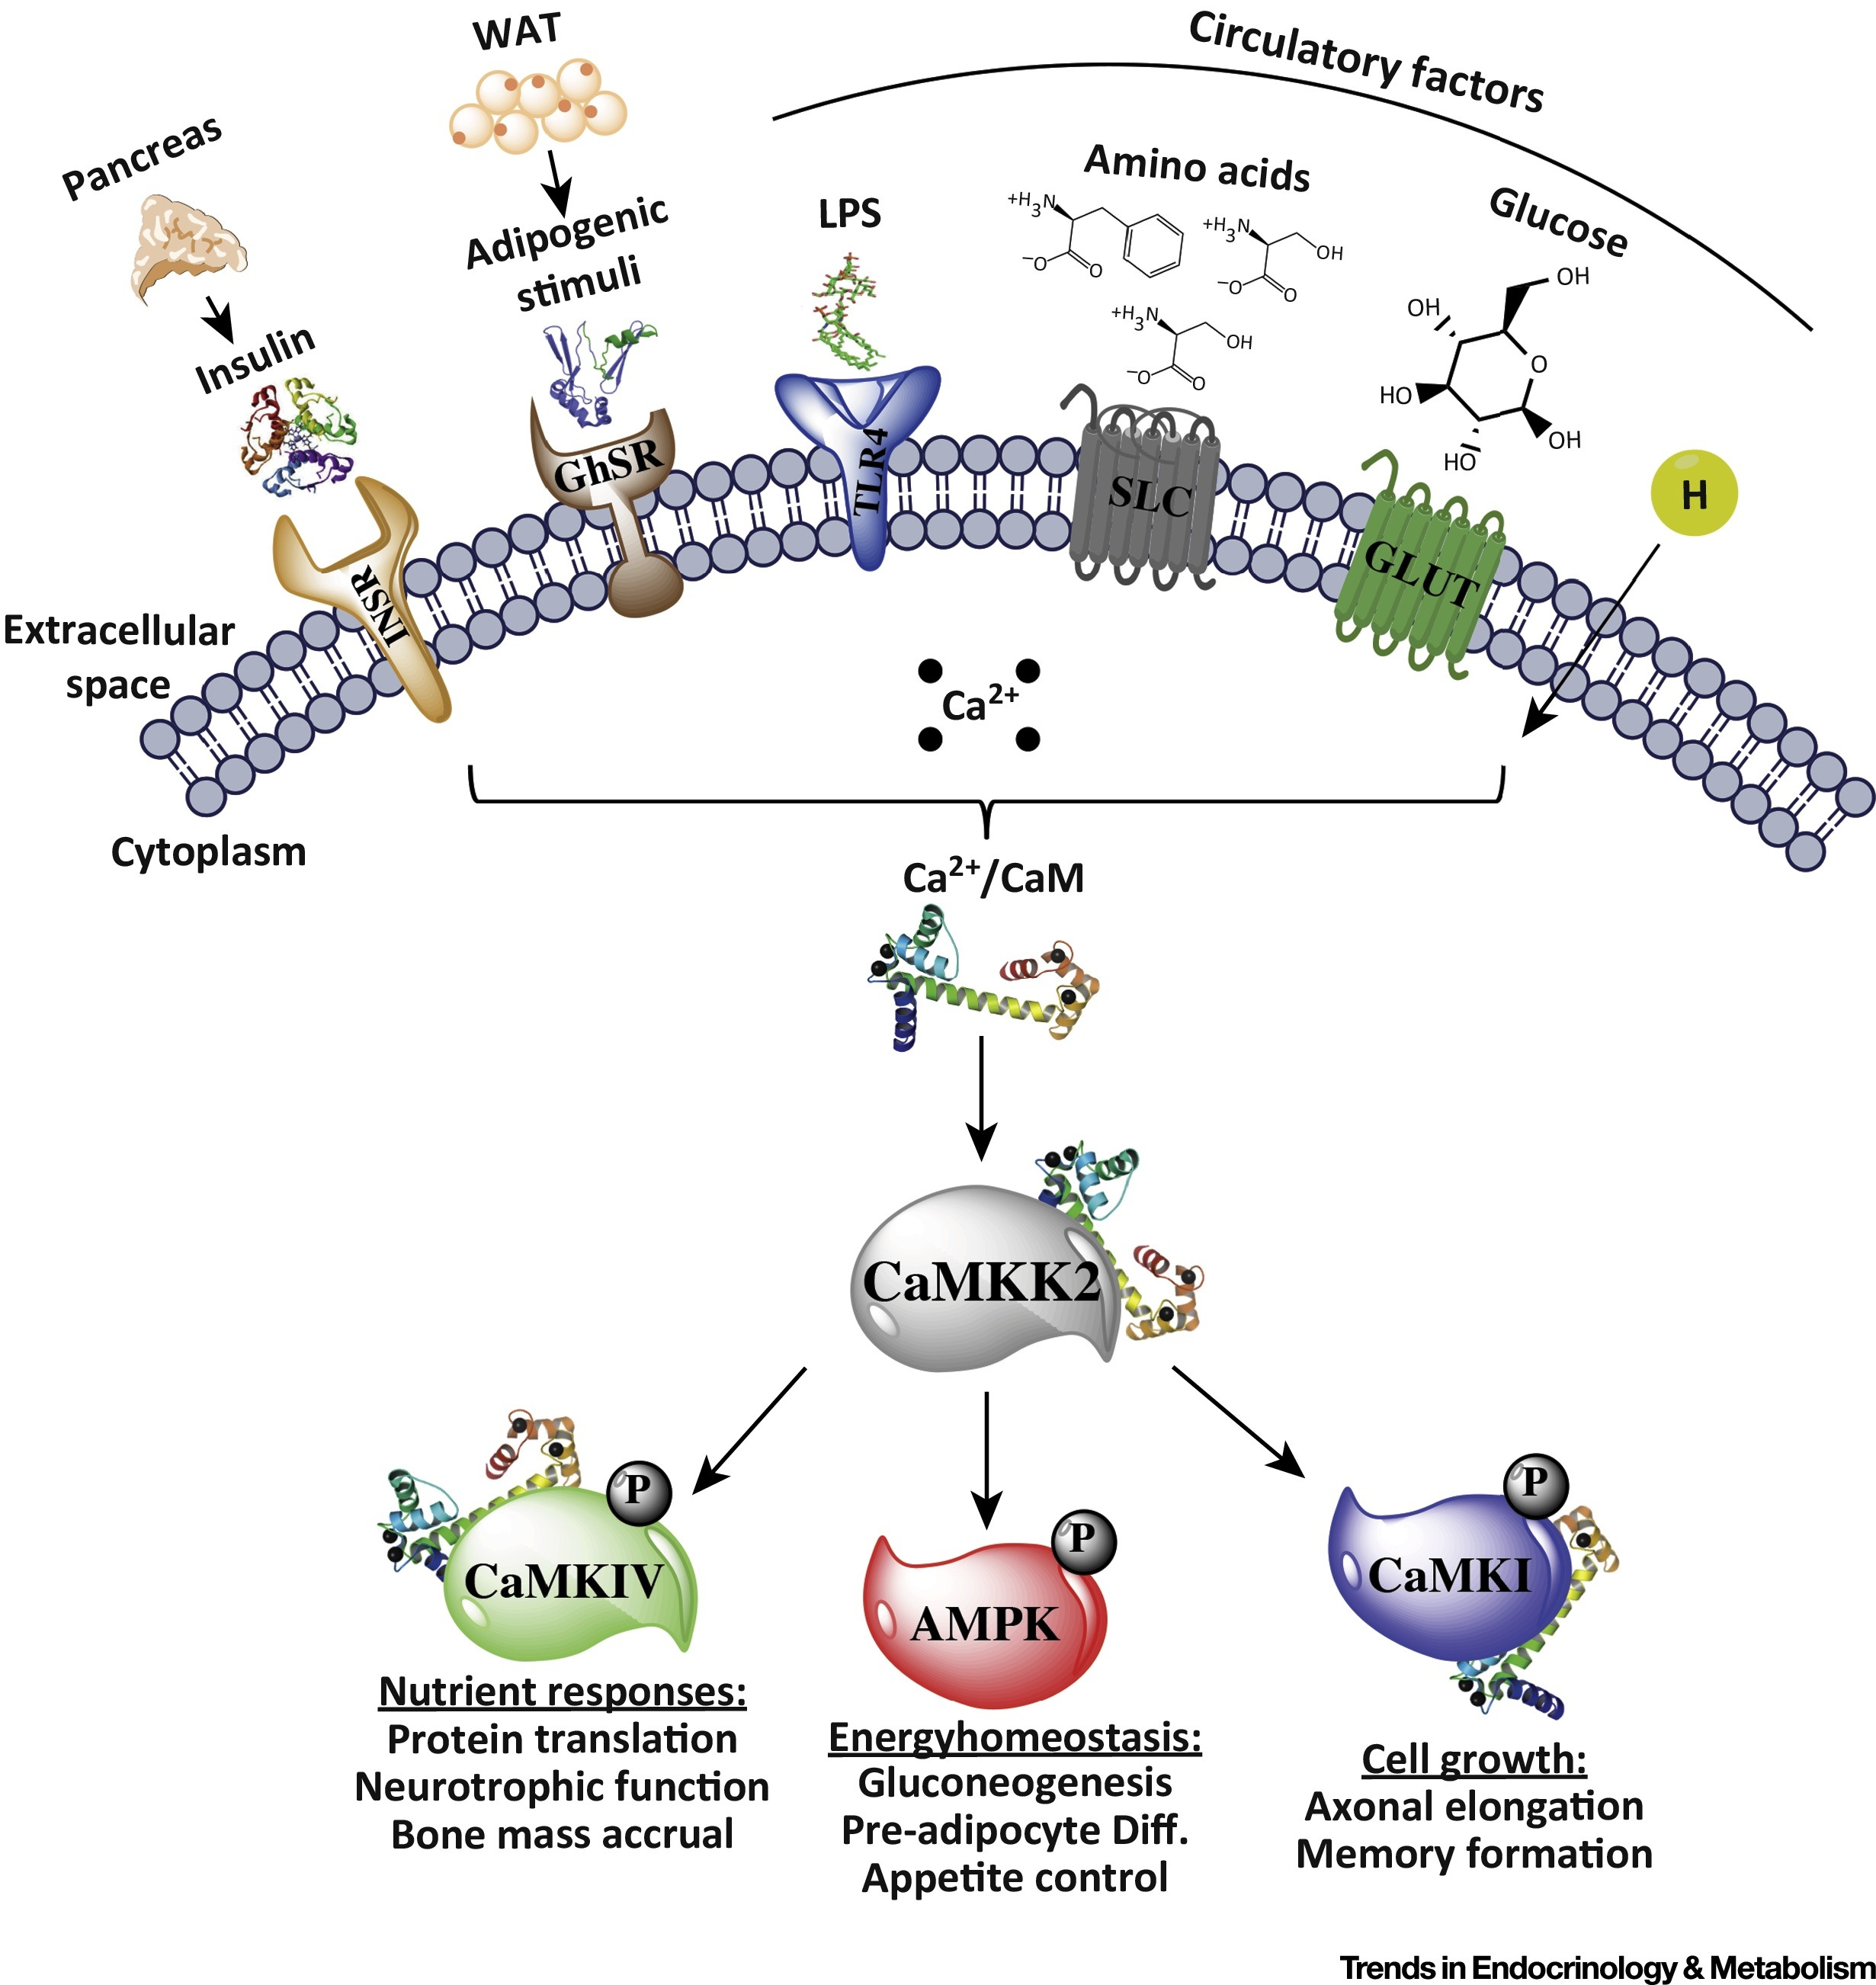 WAT
Circulatory factors
Pancreas
Amino acids
LPS
Glucose
Adipogenic
stimuli
Insulin
+H3N
−O
O
+H3N
OH
−O
O
+H3N
OH
−O
O
OH
OH
O
HO
OH
HO
H
GhSR
TLR4
SLC
GLUT
INSR
Extracellular
space
Ca2+
Cytoplasm
Ca2+/CaM
CaMKK2
P
CaMKIV
P
AMPK
P
CaMKI
Nutrient responses:
Protein translation
Neurotrophic function
Bone mass accrual
Energyhomeostasis:
Gluconeogenesis
Pre-adipocyte Diff.
Appetite control
Cell growth:
Axonal elongation
Memory formation
Trends in Endocrinology & Metabolism